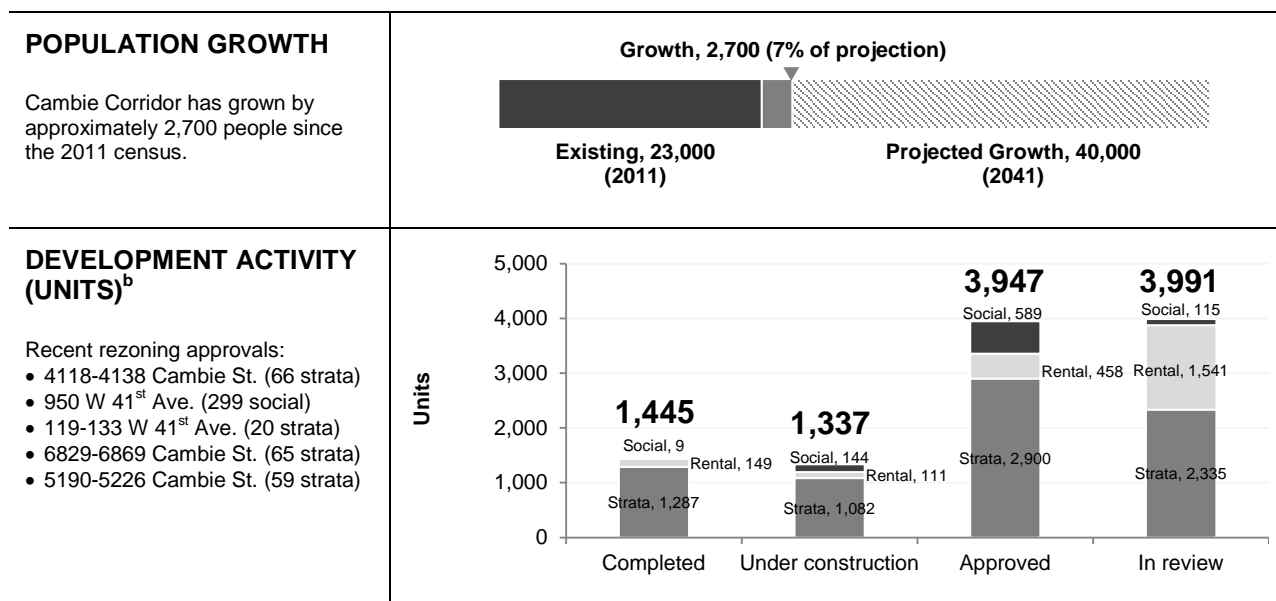 POPULATION GROWTH
Cambie Corridor has grown by
approximately 2,700 people since
the 2011 census.
Growth, 2,700 (7% of projection)
Existing, 23,000
(2011)
Projected Growth, 40,000
(2041)
DEVELOPMENT ACTIVITY
(UNITS)b
Recent rezoning approvals:
• 4118-4138 Cambie St. (66 strata)
• 950 W 41st Ave. (299 social)
• 119-133 W 41st Ave. (20 strata)
• 6829-6869 Cambie St. (65 strata)
• 5190-5226 Cambie St. (59 strata)
Units
5,000
4,000
3,000
2,000
1,000
0
1,445
Social, 9
Rental, 149
Strata, 1,287
Completed
1,337
Social, 144
Rental, 111
Strata, 1,082
Under construction
3,947
Social, 589
Rental, 458
Strata, 2,900
Approved
3,991
Social, 115
Rental, 1,541
Strata, 2,335
In review